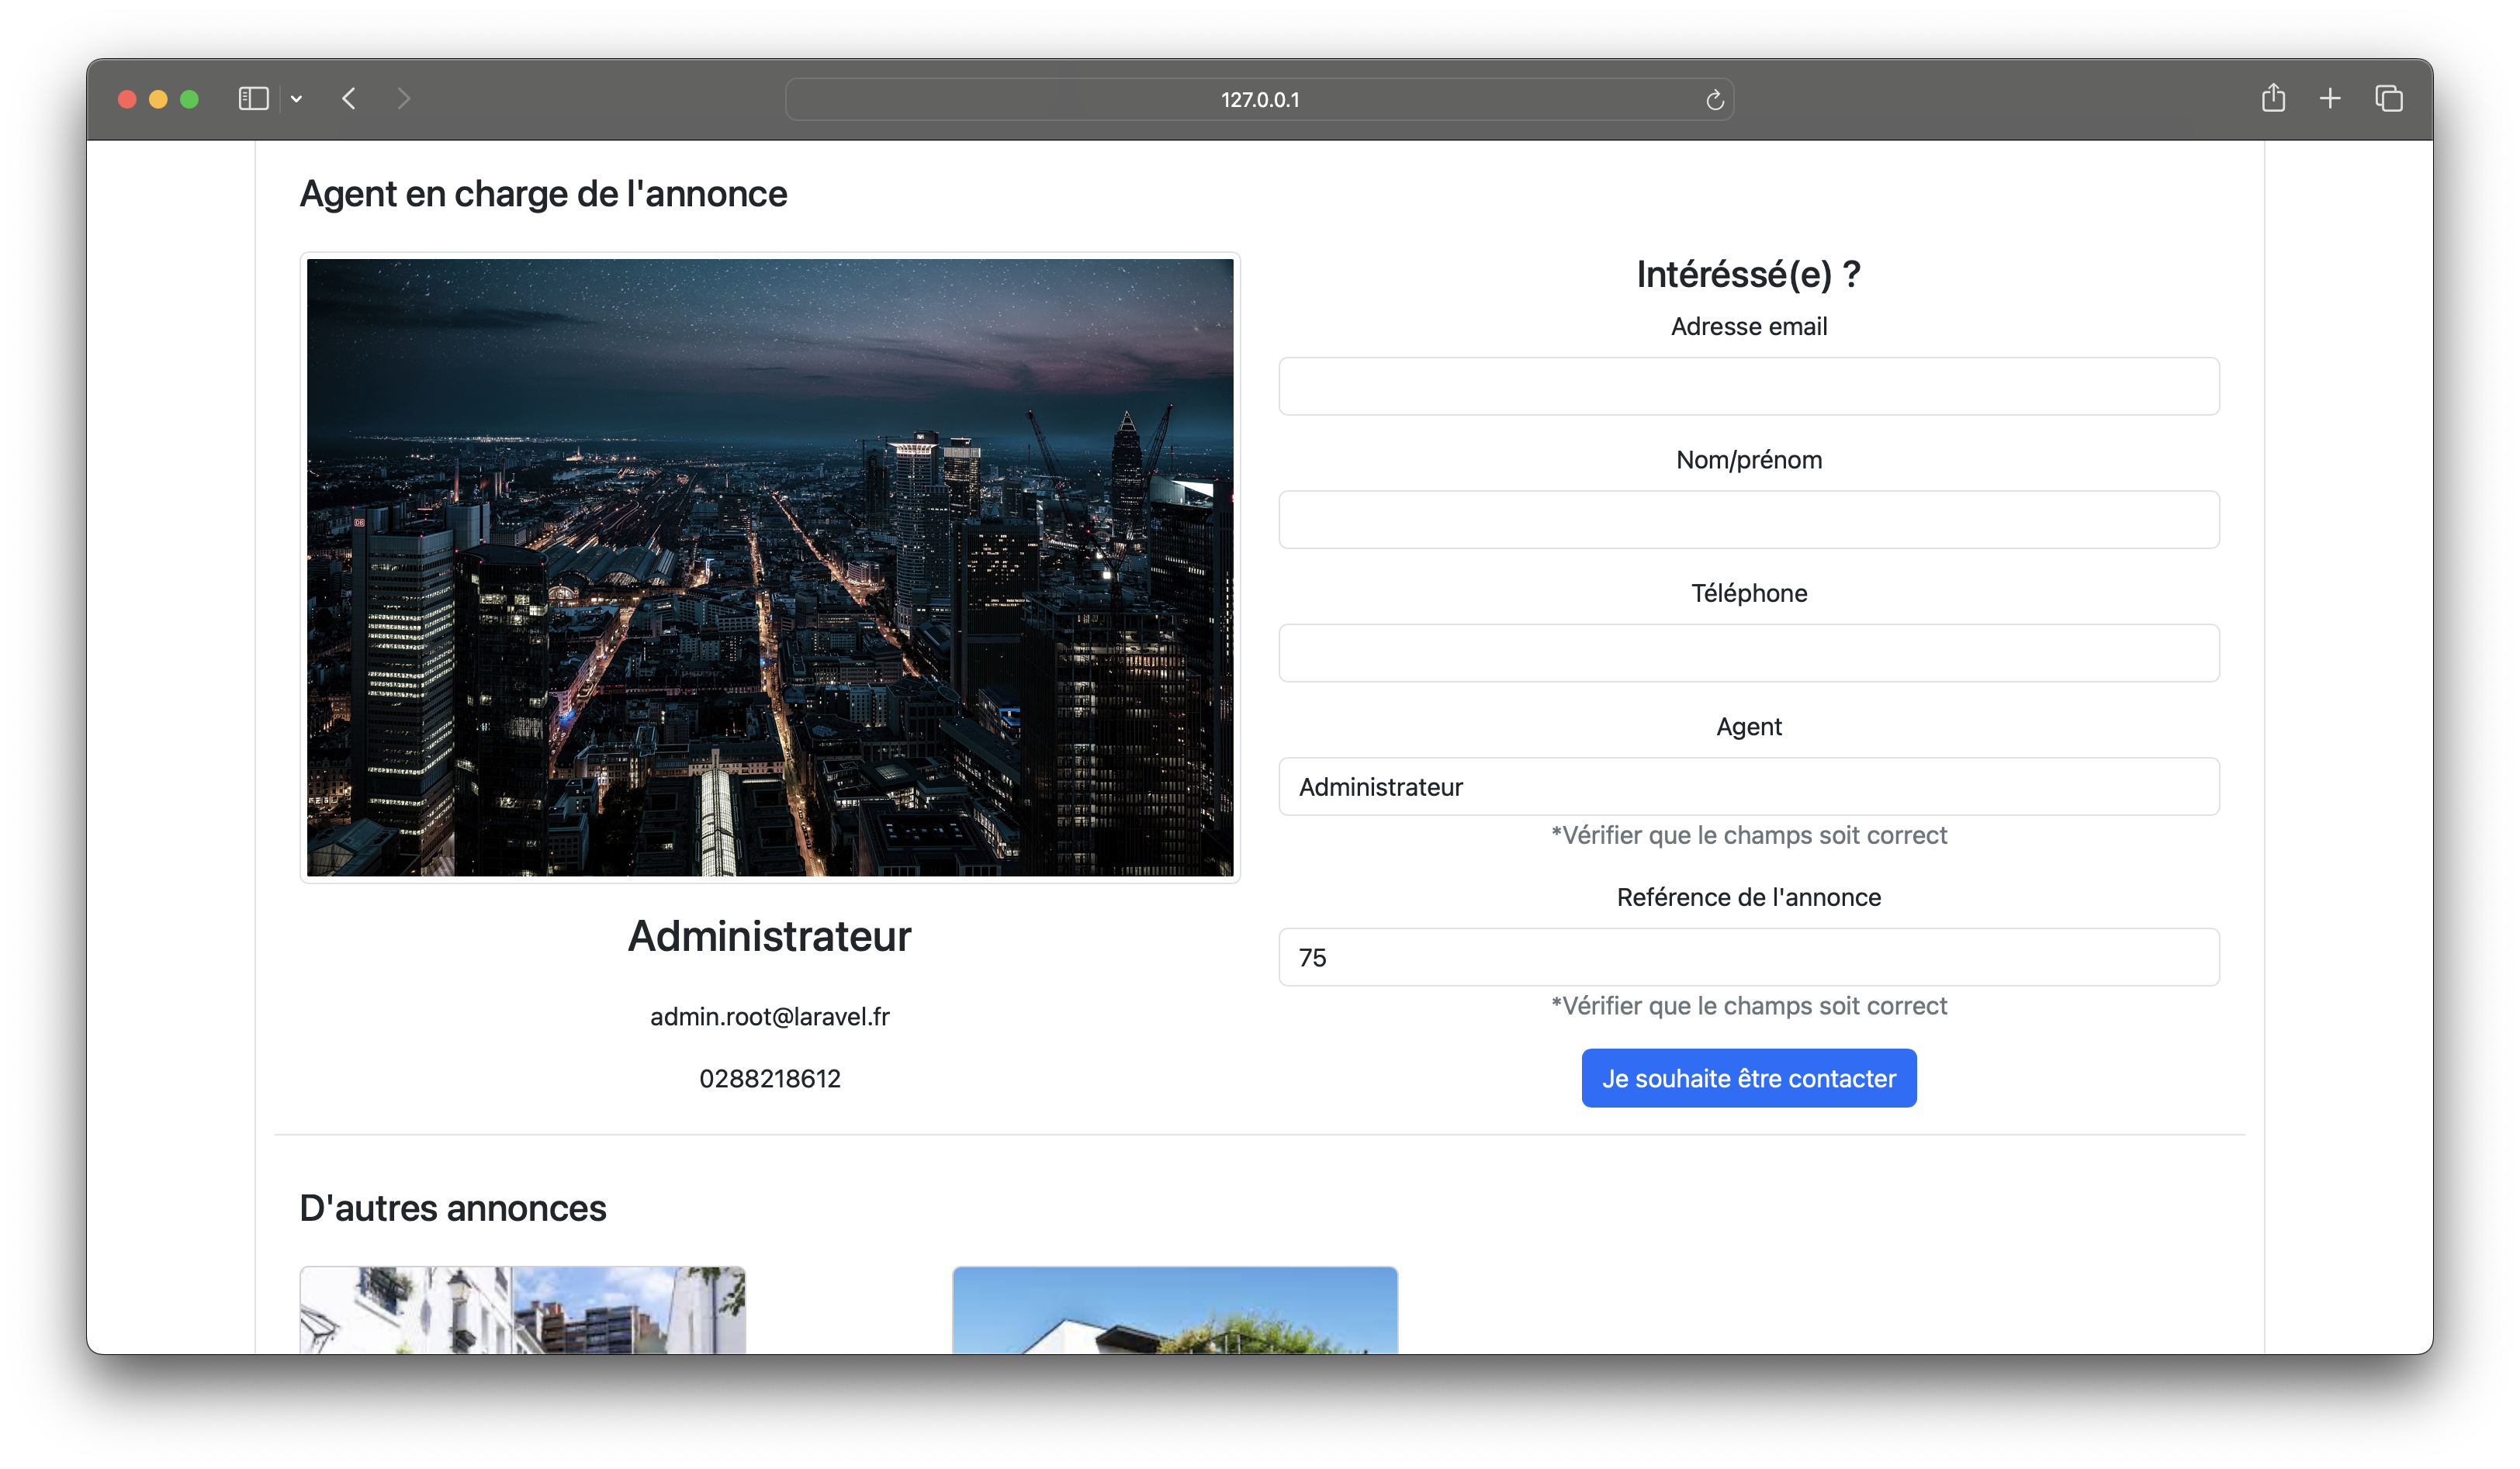 127.0.0.1
Agent en charge de l'annonce
Administrateur
admin.root@laravel.fr
0288218612
Intéréssé(e) ?
Adresse email
Nom/prénom
Téléphone
Agent
Administrateur
*Vérifier que le champs soit correct
Reférence de l'annonce
75
*Vérifier que le champs soit correct
Je souhaite être contacter
D'autres annonces